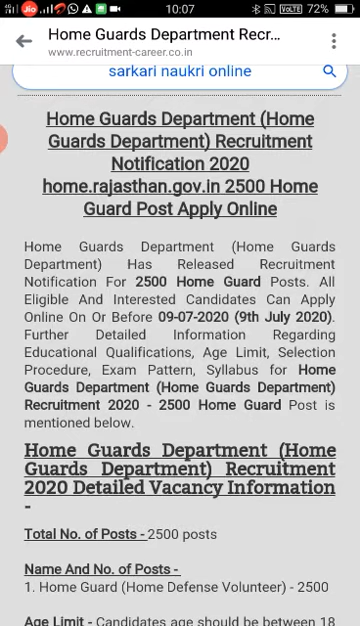 10:07
VoLTE 72%
Home Guards Department Recr...
www.recruitment-career.co.in
sarkari naukri online
Home Guards Department (Home
Guards Department) Recruitment
Notification 2020
home.rajasthan.gov.in 2500 Home
Guard Post Apply Online
Home Guards Department (Home Guards
Department) Has Released Recruitment
Notification For 2500 Home Guard Posts. All
Eligible And Interested Candidates Can Apply
Online On Or Before 09-07-2020 (9th July 2020).
Further Detailed Information Regarding
Educational Qualifications, Age Limit, Selection
Procedure, Exam Pattern, Syllabus for Home
Guards Department (Home Guards Department)
Recruitment 2020 - 2500 Home Guard Post is
mentioned below.
Home Guards Department (Home
Guards Department) Recruitment
2020 Detailed Vacancy Information
-
Total No. of Posts - 2500 posts
Name And No. of Posts -
1. Home Guard (Home Defense Volunteer) - 2500
Age Limit - Candidates age should be between 18